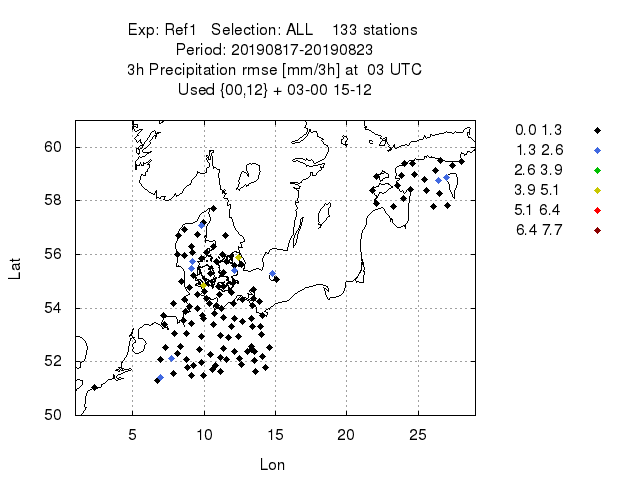 Exp: Ref1 Selection: ALL 133 stations
Period: 20190817-20190823
3h Precipitation rmse [mm/3h] at 03 UTC
Used {00,12} + 03-00 15-12
0.0 1.3
1.3 2.6
2.6 3.9
3.9 5.1
5.1 6.4
6.4 7.7
60
58
56
54
52
50
Lat
5 10 15 20 25
Lon